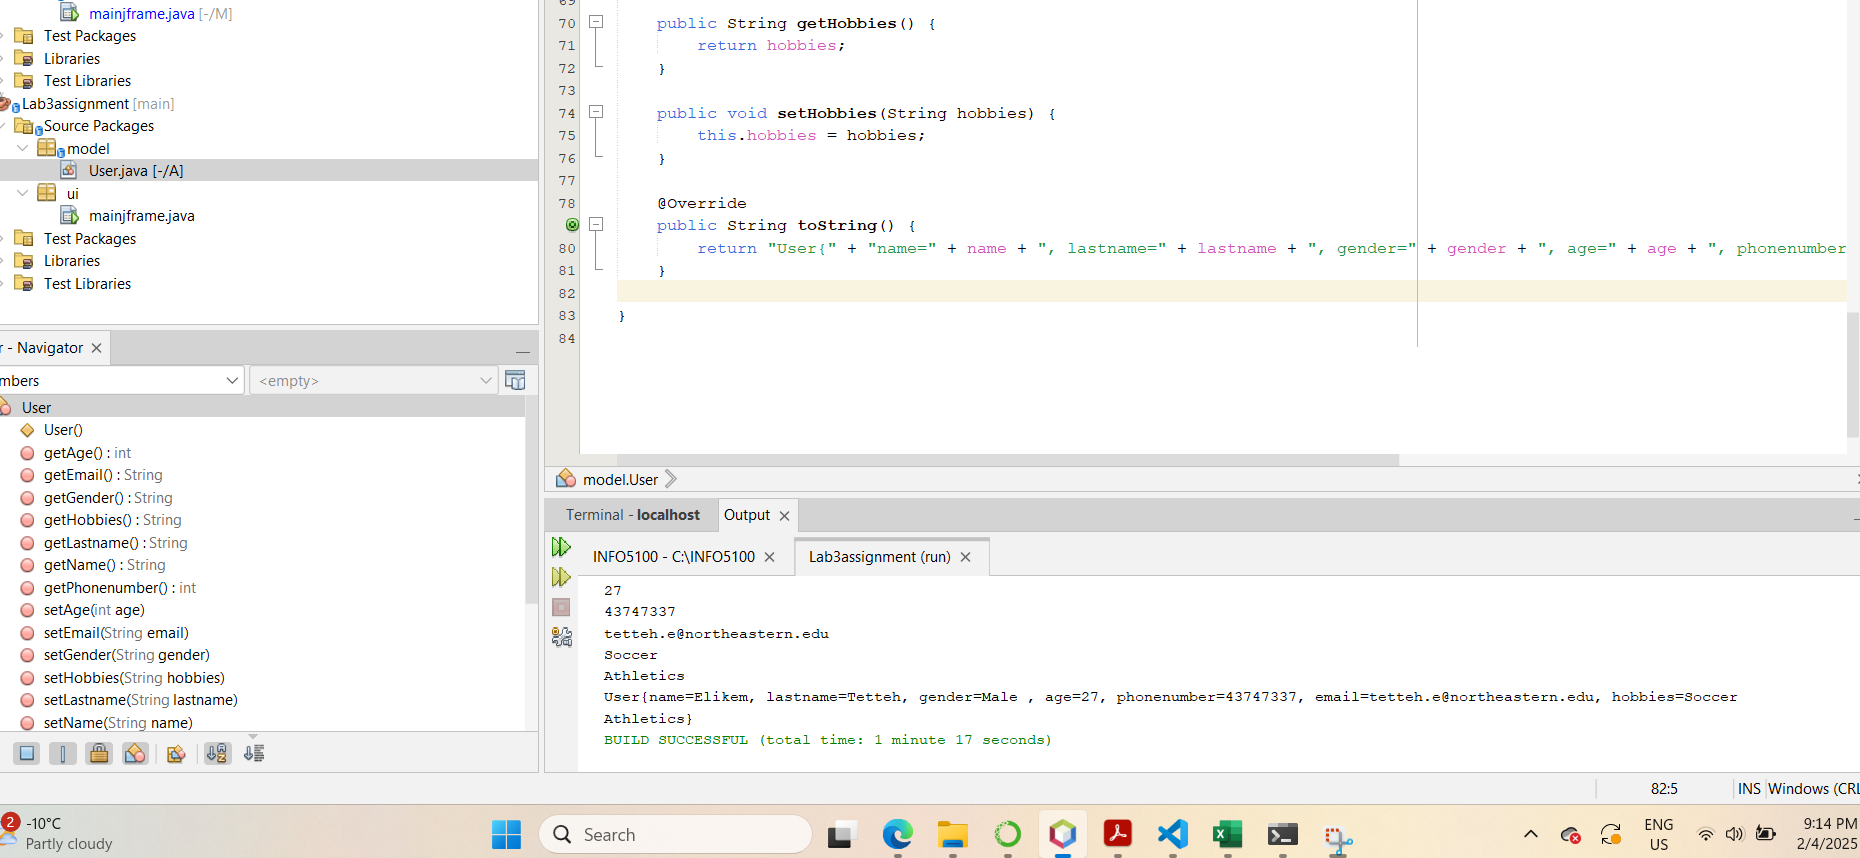 mainjframe.java [-/M]
Test Packages
Libraries
Test Libraries
Lab3assignment [main]
Source Packages
model
User.java [-/A]
ui
mainjframe.java
Test Packages
Libraries
Test Libraries
r - Navigator
mbers
<empty>
User
User()
getAge() : int
getEmail() : String
getGender() : String
getHobbies() : String
getLastname() : String
getName() : String
getPhonenumber() : int
setAge(int age)
setEmail(String email)
setGender(String gender)
setHobbies(String hobbies)
setLastname(String lastname)
setName(String name)
69
70 public String getHobbies() {
71 return hobbies;
72 }
73
74 public void setHobbies(String hobbies) {
75 this.hobbies = hobbies;
76 }
77
78 @Override
public String toString() {
80 return "User{" + "name=" + name + ", lastname=" + lastname + ", gender=" + gender + ", age=" + age + ", phonenumber
81 }
82
83 }
84
model.User
Terminal - localhost Output
INFO5100 - C:\INFO5100 Lab3assignment (run)
27
43747337
tetteh.e@northeastern.edu
Soccer
Athletics
User{name=Elikem, lastname=Tetteh, gender=Male , age=27, phonenumber=43747337, email=tetteh.e@northeastern.edu, hobbies=Soccer
Athletics}
BUILD SUCCESSFUL (total time: 1 minute 17 seconds)
82:5 INS Windows (CRL
2
-10°C
Partly cloudy
Search
ENG
US
9:14 PM
2/4/2025